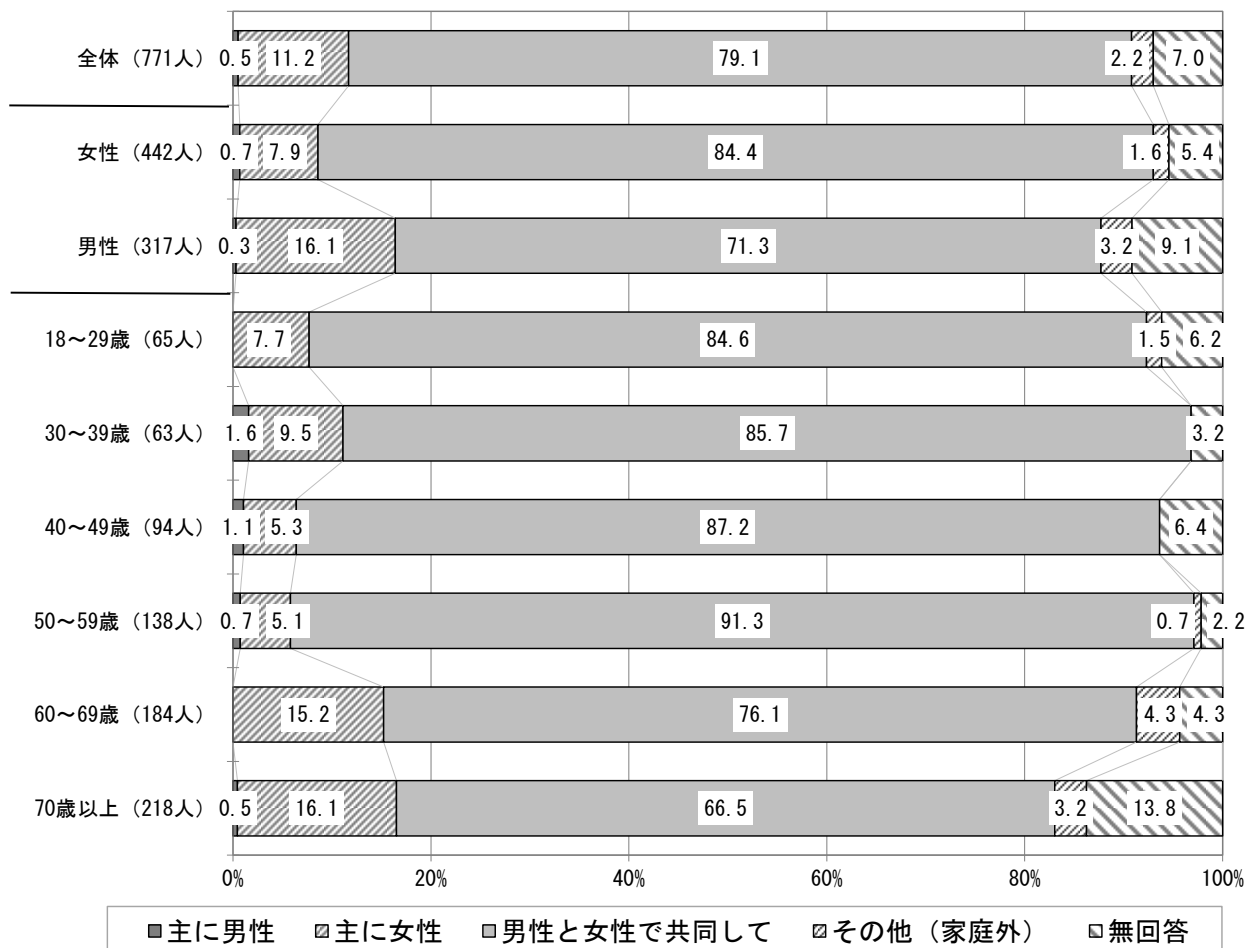 全体（771人） 0.5 11.2 79.1 2.2 7.0
女性（442人） 0.7 7.9 84.4 1.6 5.4
男性（317人） 0.3 16.1 71.3 3.2 9.1
18～29歳（65人） 7.7 84.6 1.5 6.2
30～39歳（63人） 1.6 9.5 85.7 3.2
40～49歳（94人） 1.1 5.3 87.2 6.4
50～59歳（138人） 0.7 5.1 91.3 0.7 2.2
60～69歳（184人） 15.2 76.1 4.3 4.3
70歳以上（218人） 0.5 16.1 66.5 3.2 13.8
0% 20% 40% 60% 80% 100%
主に男性 主に女性 男性と女性で共同して その他（家庭外） 無回答